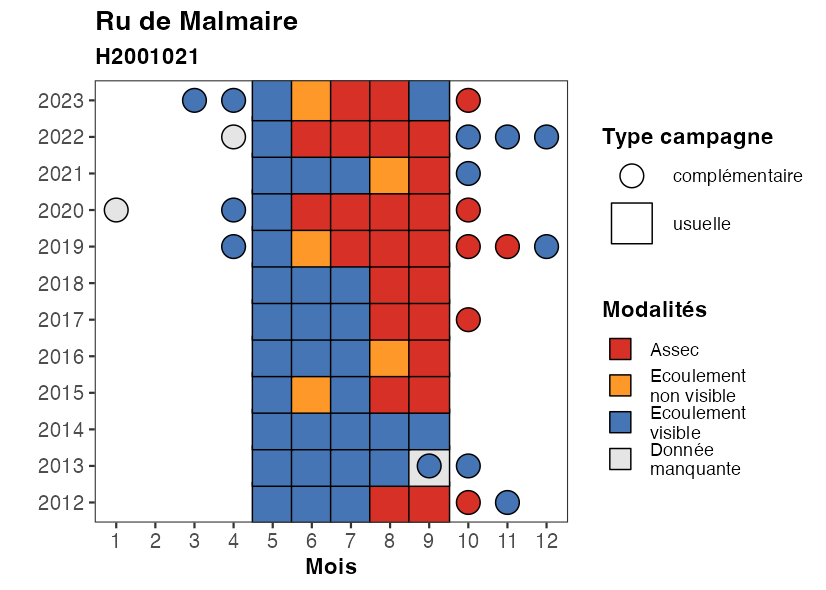 Ru de Malmaire
H2001021
2023
2022
2021
2020
2019
2018
2017
2016
2015
2014
2013
2012
1 2 3 4 5 6 7 8 9 10 11 12
Mois
Type campagne
complémentaire
usuelle
Modalités
Assec
Ecoulement
non visible
Ecoulement
visible
Donnée
manquante